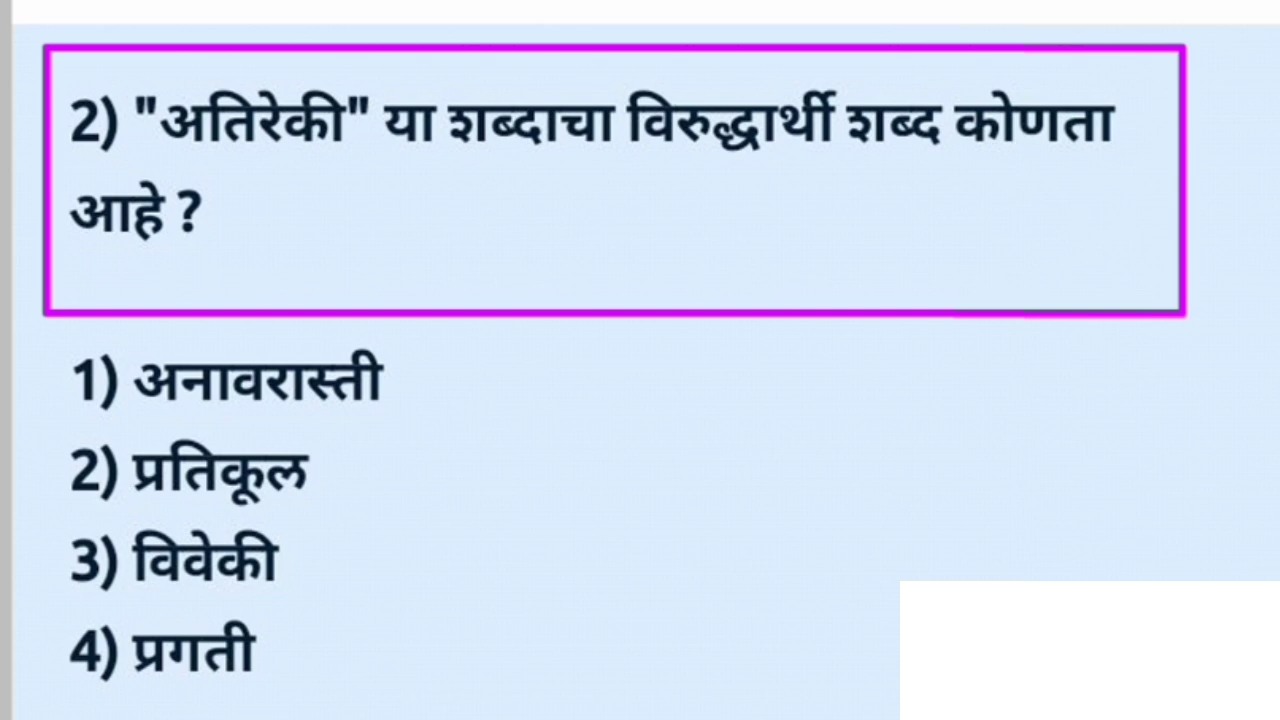 2) "अतिरेकी" या शब्दाचा विरुद्धार्थी शब्द कोणता
आहे ?
1) अनावरास्ती
2) प्रतिकूल
3) विवेकी
4) प्रगती